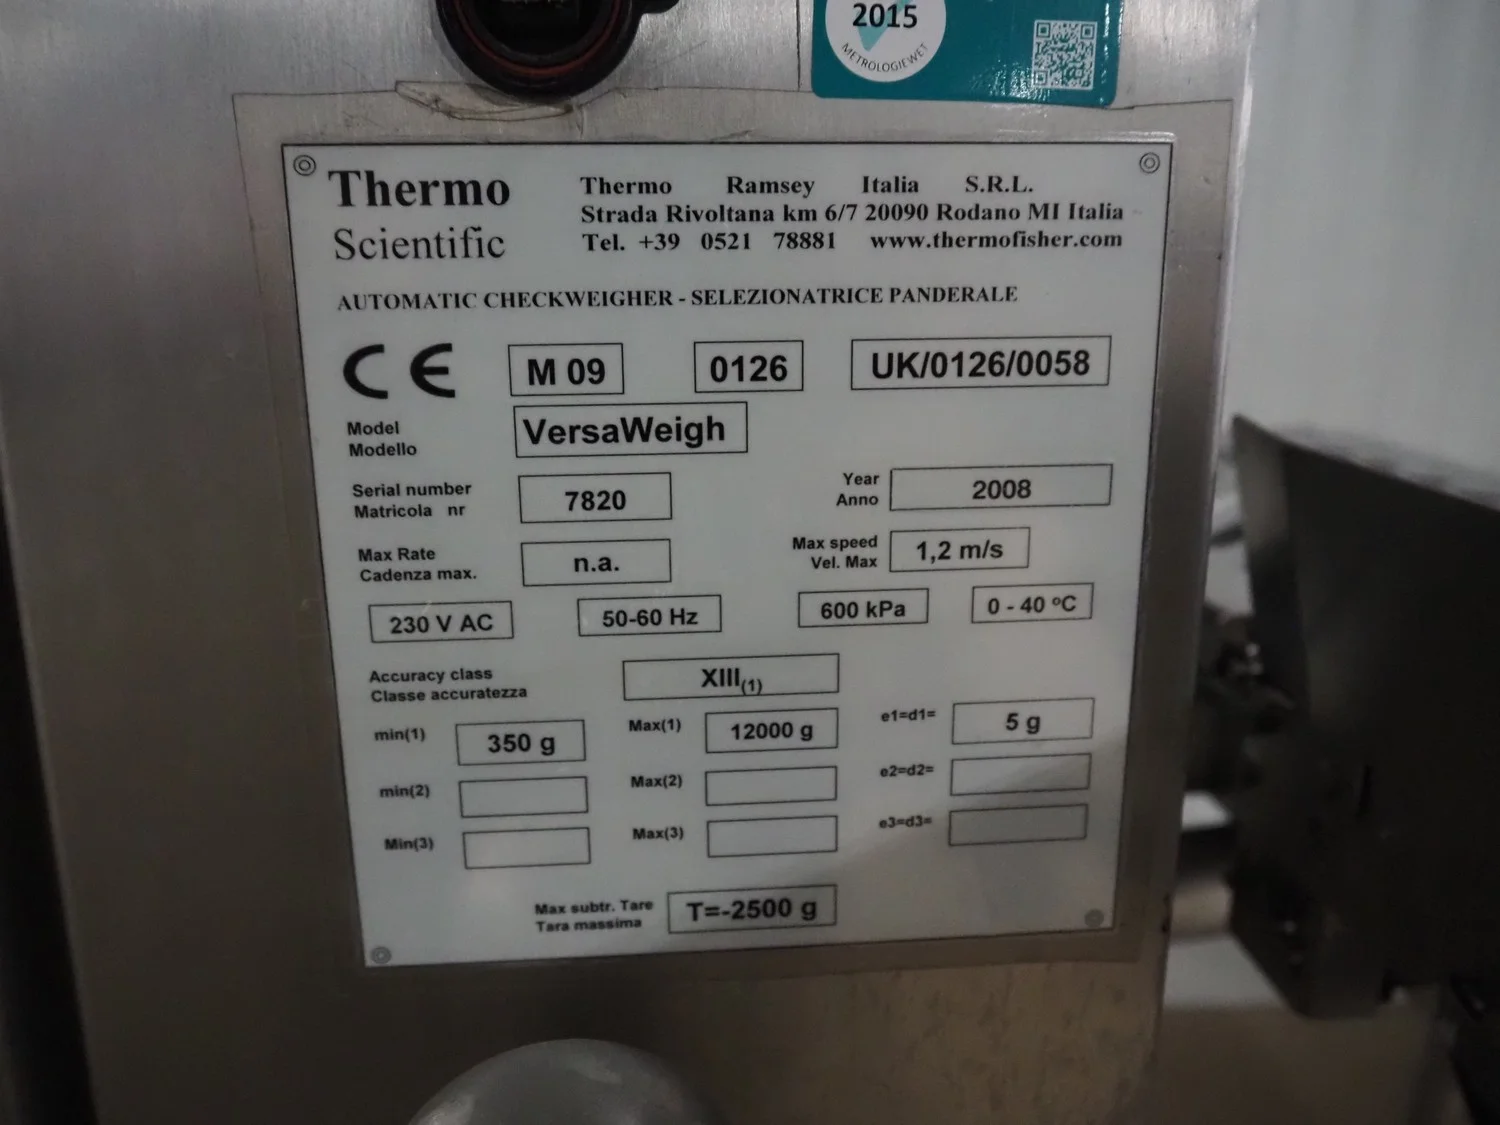 2015
METROLOGIEWET
Thermo
Scientific
Thermo Ramsey Italia S.R.L.
Strada Rivoltana km 6/7 20090 Rodano MI Italia
Tel. +39 0521 78881 www.thermofisher.com
AUTOMATIC CHECKWEIGHER - SELEZIONATRICE PANDERALE
CE M 09 0126 UK/0126/0058
Model
Modello
VersaWeigh
Serial number
Matricola nr
7820
Year
Anno
2008
Max Rate
Cadenza max.
n.a.
Max speed
Vel. Max
1,2 m/s
230 V AC 50-60 Hz 600 kPa 0 - 40 ºC
Accuracy class
Classe accuratezza
XIII(1)
min(1) 350 g Max(1) 12000 g e1=d1= 5 g
min(2) Max(2) e2=d2=
Min(3) Max(3) e3=d3=
Max subtr. Tare
Tara massima
T=-2500 g